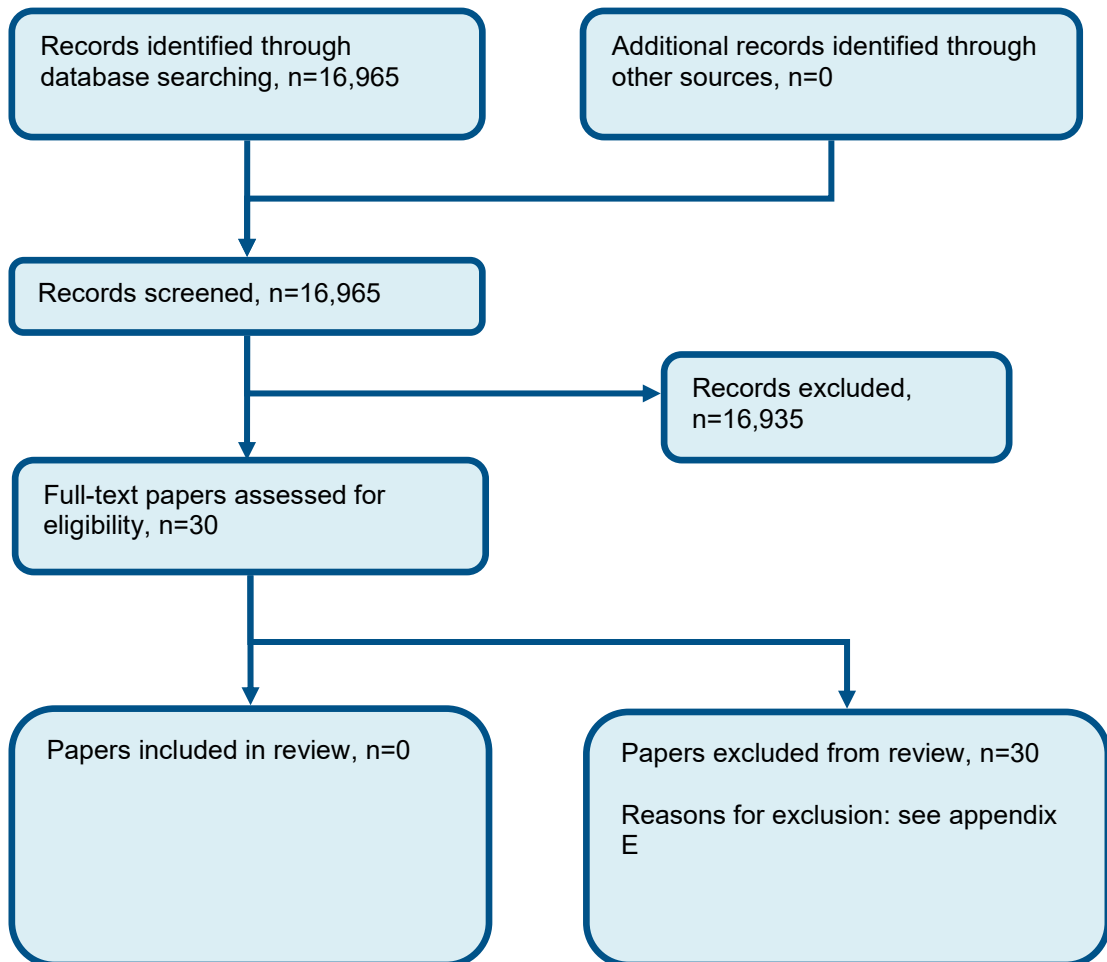 Records identified through
database searching, n=16,965
Additional records identified through
other sources, n=0
Records screened, n=16,965
Records excluded,
n=16,935
Full-text papers assessed for
eligibility, n=30
Papers included in review, n=0
Papers excluded from review, n=30
Reasons for exclusion: see appendix
E